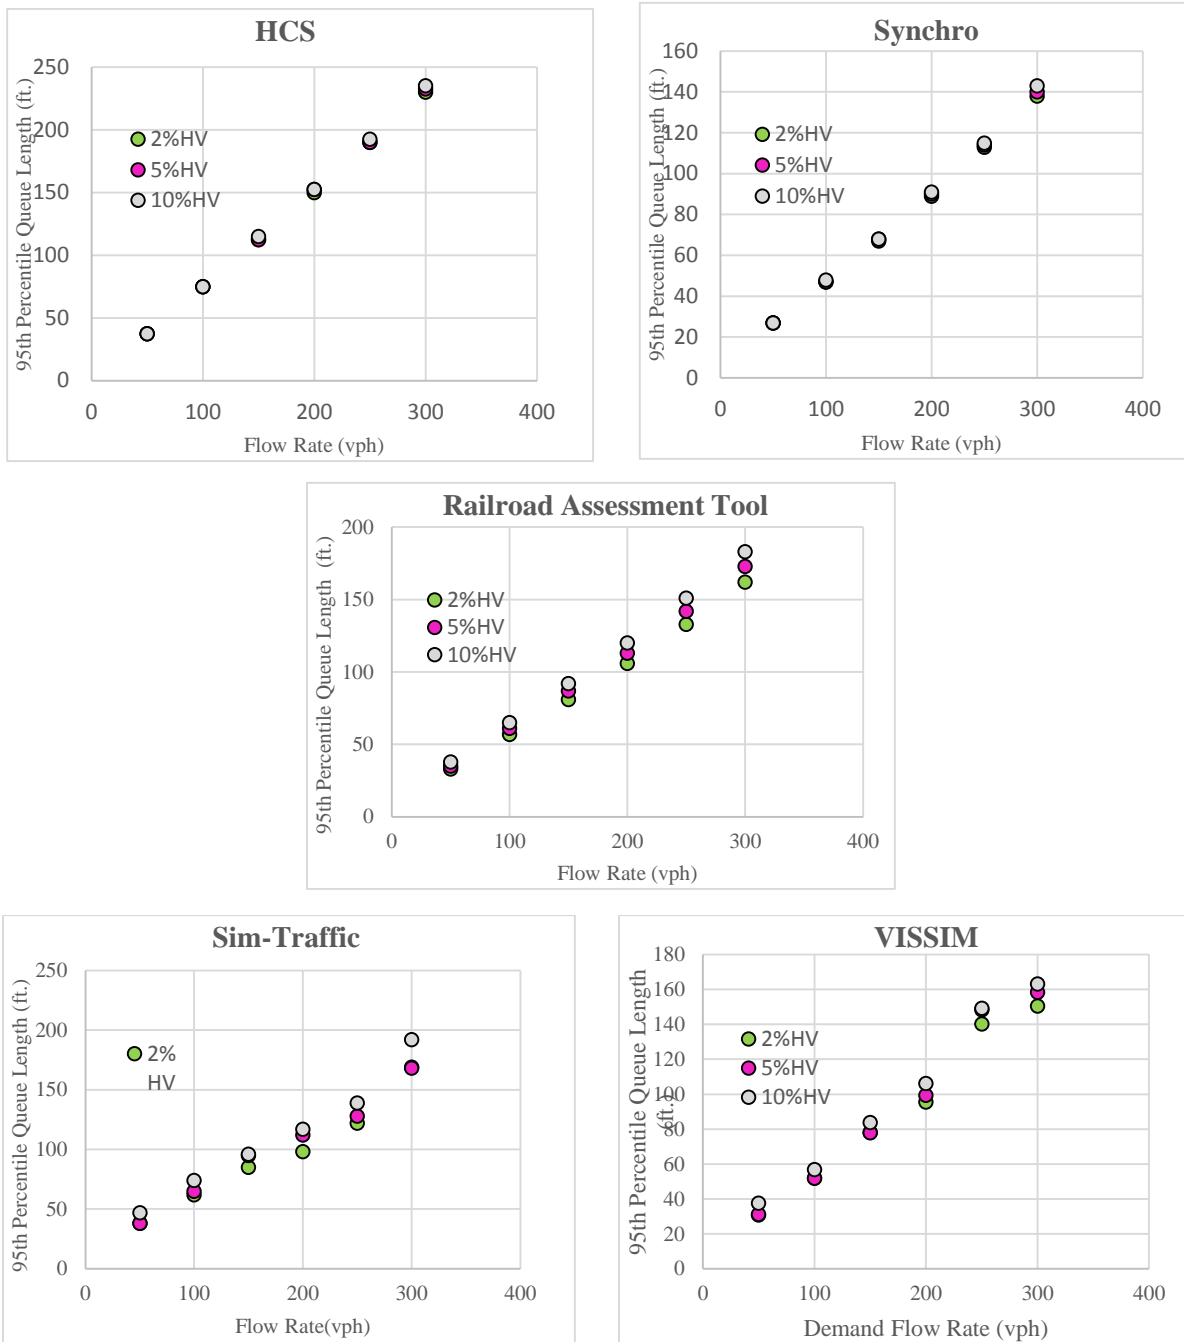 HCS
95th Percentile Queue Length (ft.)
250
200
150
100
50
0
2%HV
5%HV
10%HV
0 100 200 300 400
Flow Rate (vph)
Synchro
95th Percentile Queue Length (ft.)
160
140
120
100
80
60
40
20
0
2%HV
5%HV
10%HV
0 100 200 300 400
Flow Rate (vph)
Railroad Assessment Tool
95th Percentile Queue Length (ft.)
200
150
100
50
0
2%HV
5%HV
10%HV
0 100 200 300 400
Flow Rate (vph)
Sim-Traffic
95th Percentile Queue Length (ft.)
250
200
150
100
50
0
2%
HV
0 100 200 300 400
Flow Rate(vph)
VISSIM
95th Percentile Queue Length
(ft.)
180
160
140
120
100
80
60
40
20
0
2%HV
5%HV
10%HV
0 100 200 300 400
Demand Flow Rate (vph)